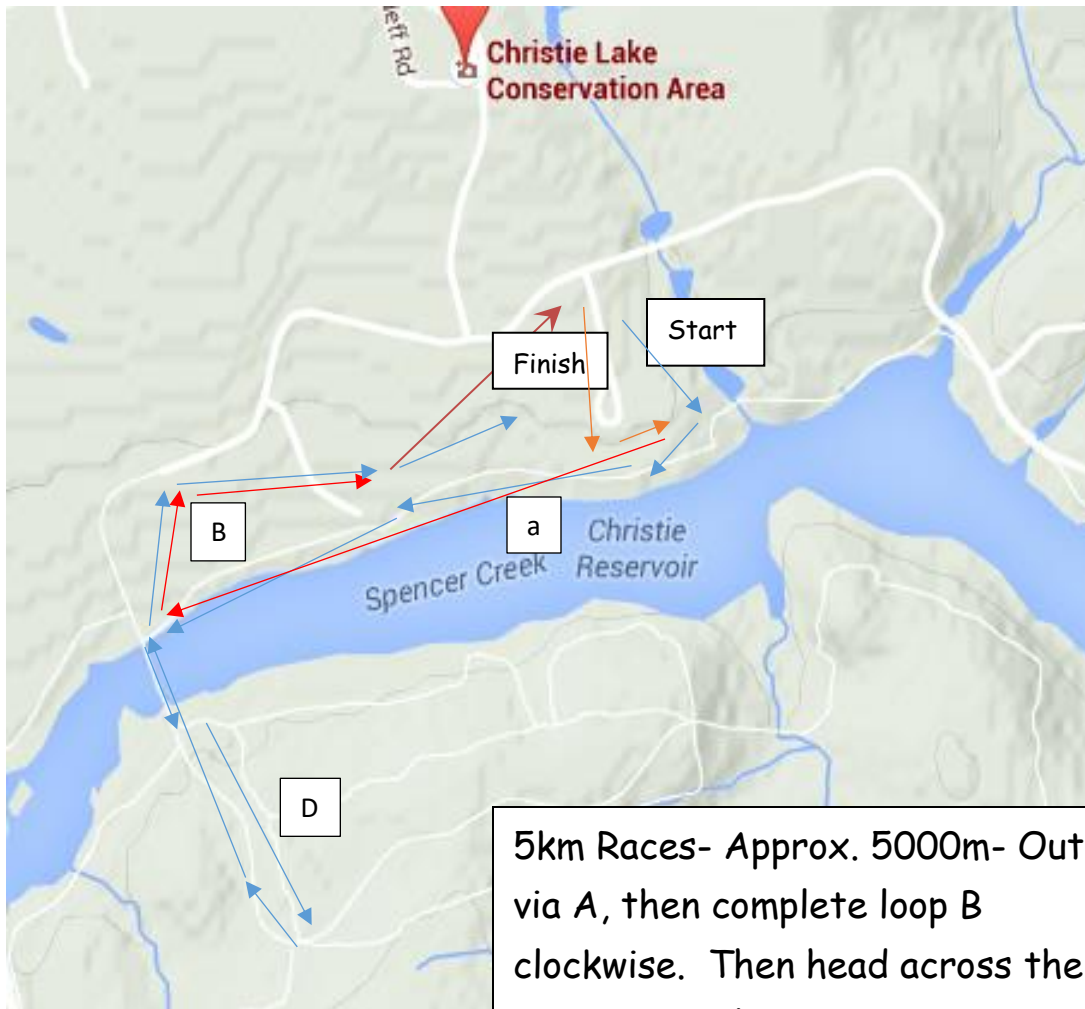 Christie Lake
Conservation Area
Start
Finish
B
a
Christie
Reservoir
Spencer Creek
D
5km Races- Approx. 5000m- Out
via A, then complete loop B
clockwise. Then head across the